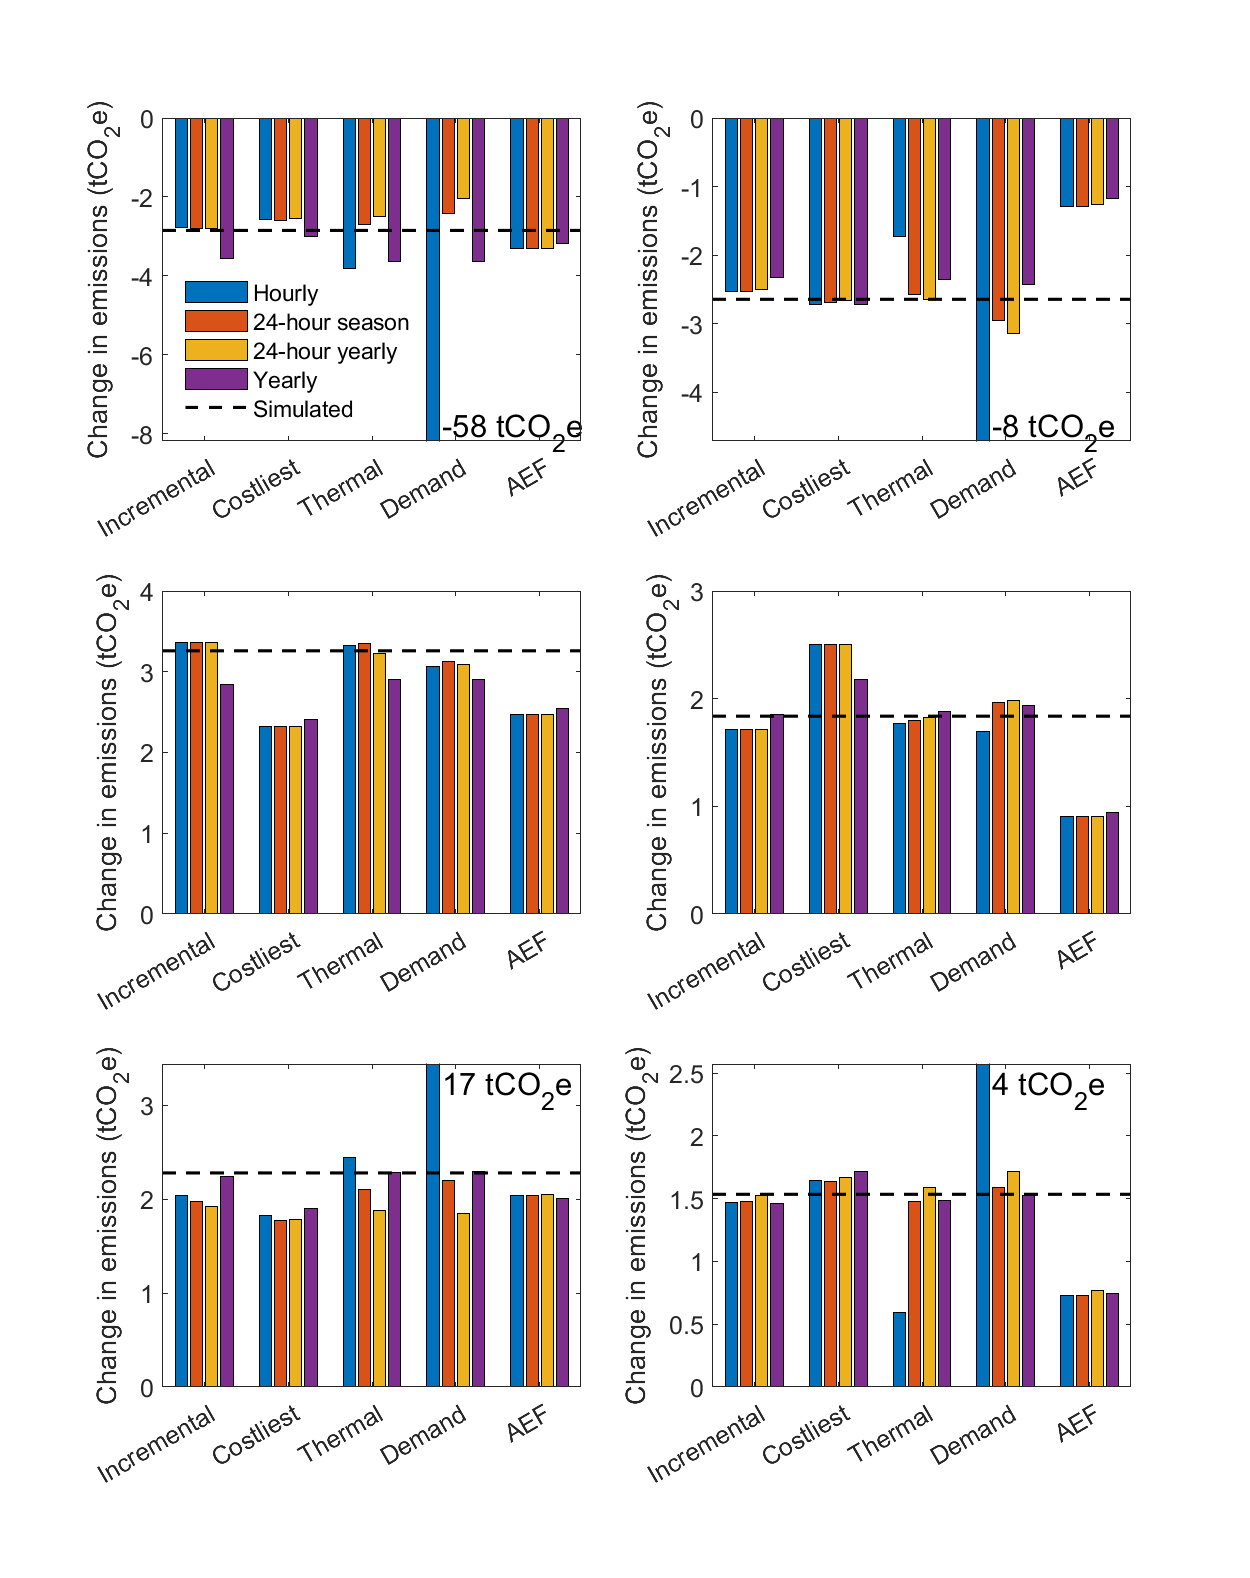 Change in emissions (tCO2e)
0
-2
-4
-6
-8
Hourly
24-hour season
24-hour yearly
Yearly
Simulated
-58 tCO2e
Incremental
Costliest
Thermal
Demand
AEF
Change in emissions (tCO2e)
0
-1
-2
-3
-4
-8 tCO2e
Incremental
Costliest
Thermal
Demand
AEF
Change in emissions (tCO2e)
4
3
2
1
0
Incremental
Costliest
Thermal
Demand
AEF
Change in emissions (tCO2e)
3
2
1
0
Incremental
Costliest
Thermal
Demand
AEF
Change in emissions (tCO2e)
3
2
1
0
17 tCO2e
Incremental
Costliest
Thermal
Demand
AEF
Change in emissions (tCO2e)
2.5
2
1.5
1
0.5
0
4 tCO2e
Incremental
Costliest
Thermal
Demand
AEF